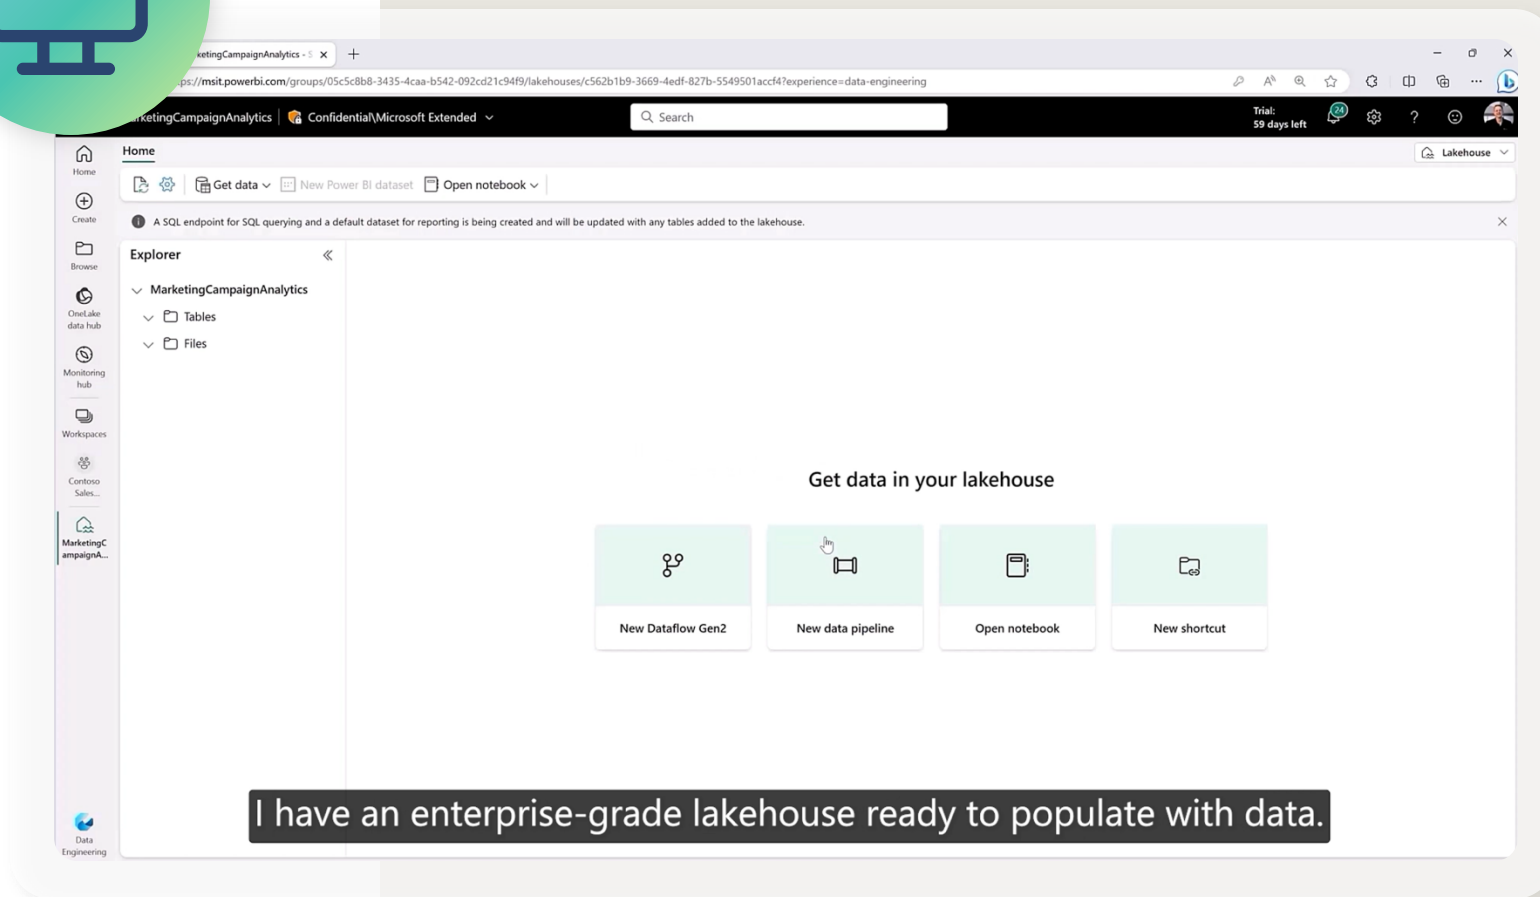 ketingCampaignAnalytics - S
ps://msit.powerbi.com/groups/05c5c8b8-3435-4caa-b542-092cd21c94f9/lakehouses/c562b1b9-3669-4edf-827b-5549501accf4?experience=data-engineering
rketingCampaignAnalytics
Confidential\Microsoft Extended
Search
Trial:
59 days left
24
Home
Lakehouse
Get data
New Power BI dataset
Open notebook
A SQL endpoint for SQL querying and a default dataset for reporting is being created and will be updated with any tables added to the lakehouse.
Home
Create
Browse
OneLake
data hub
Monitoring
hub
Workspaces
Contoso
Sales...
MarketingC
ampaignA...
Data
Engineering
Explorer
MarketingCampaignAnalytics
Tables
Files
Get data in your lakehouse
New Dataflow Gen2
New data pipeline
Open notebook
New shortcut
I have an enterprise-grade lakehouse ready to populate with data.